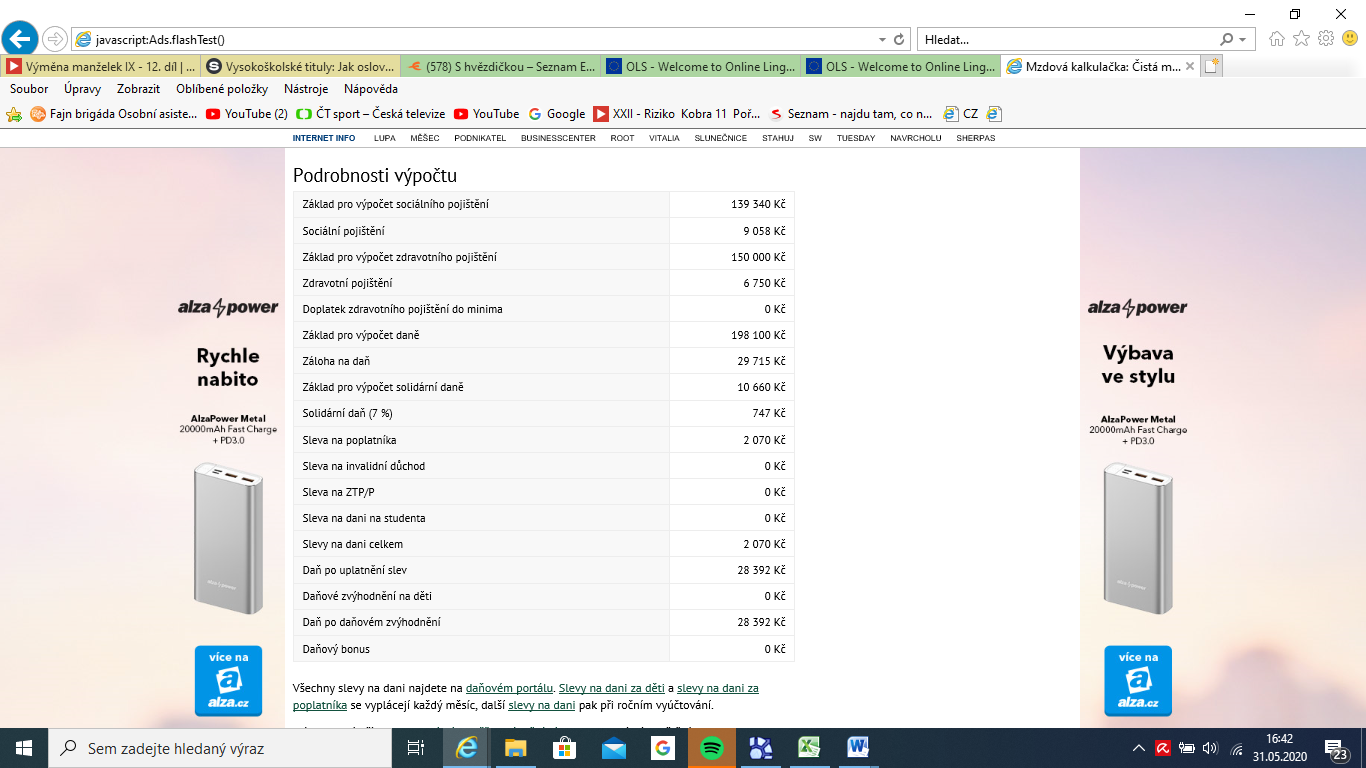 javascript:Ads.flashTest()
Hledat...
Výměna manželek IX - 12. díl | ...
Vysokoškolské tituly: Jak oslov...
(578) S hvězdičkou – Seznam E...
OLS - Welcome to Online Ling...
OLS - Welcome to Online Ling...
Mzdová kalkulačka: Čistá m...
Soubor Úpravy Zobrazit Oblíbené položky Nástroje Nápověda
Fajn brigáda Osobní asiste... YouTube (2) ČT sport – Česká televize YouTube Google XXII - Riziko Kobra 11 Poř... Seznam - najdu tam, co n... CZ
INTERNET INFO LUPA MĚŠEC PODNIKATEL BUSINESSCENTER ROOT VITALIA SLUNEČNICE STAHUJ SW TUESDAY NAVRCHOLU SHERPAS
Podrobnosti výpočtu
Základ pro výpočet sociálního pojištění 139 340 Kč
Sociální pojištění 9 058 Kč
Základ pro výpočet zdravotního pojištění 150 000 Kč
Zdravotní pojištění 6 750 Kč
Doplatek zdravotního pojištění do minima 0 Kč
Základ pro výpočet daně 198 100 Kč
Záloha na daň 29 715 Kč
Základ pro výpočet solidární daně 10 660 Kč
Solidární daň (7 %) 747 Kč
Sleva na poplatníka 2 070 Kč
Sleva na invalidní důchod 0 Kč
Sleva na ZTP/P 0 Kč
Sleva na dani na studenta 0 Kč
Slevy na dani celkem 2 070 Kč
Daň po uplatnění slev 28 392 Kč
Daňové zvýhodnění na děti 0 Kč
Daň po daňovém zvýhodnění 28 392 Kč
Daňový bonus 0 Kč
Všechny slevy na dani najdete na daňovém portálu. Slevy na dani za děti a slevy na dani za
poplatníka se vyplácejí každý měsíc, další slevy na dani pak při ročním vyúčtování.
alza power
Rychle
nabito
AlzaPower Metal
20000mAh Fast Charge
+ PD3.0
alza power
více na
alza.cz
alza power
Výbava
ve stylu
AlzaPower Metal
20000mAh Fast Charge
+ PD3.0
alza power
více na
alza.cz
Sem zadejte hledaný výraz
16:42
31.05.2020
23